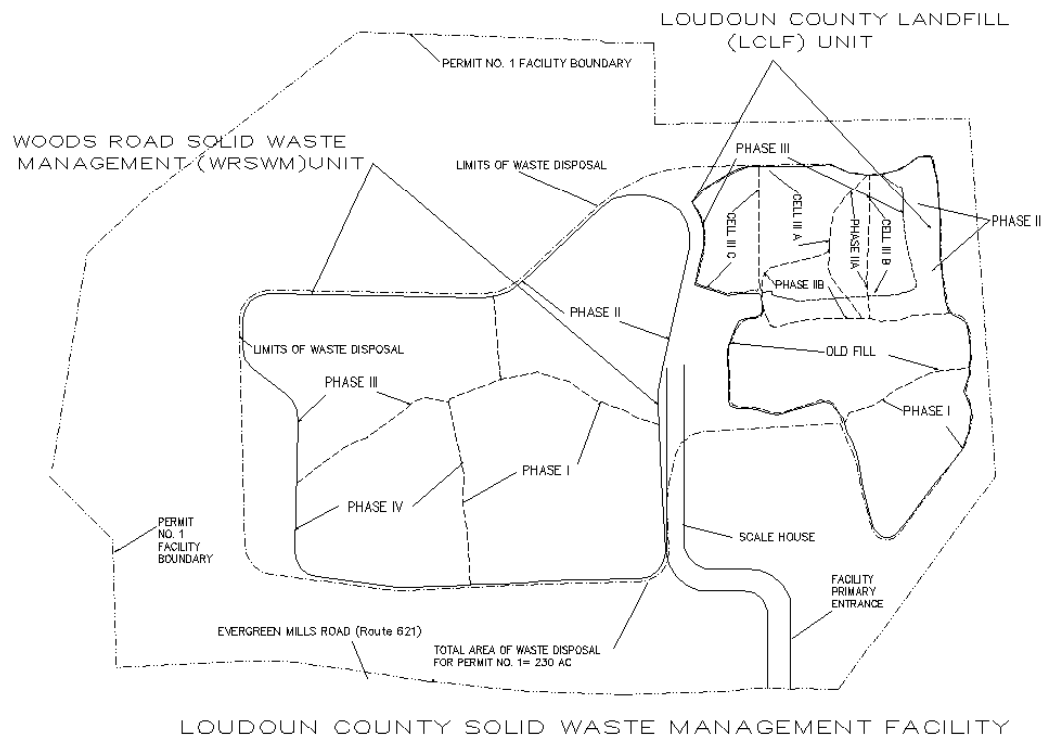 LOUDOUN COUNTY LANDFILL
(LCLF) UNIT
PERMIT NO. 1 FACILITY BOUNDARY
WOODS ROAD SOLID WASTE
MANAGEMENT (WRSWM)UNIT
LIMITS OF WASTE DISPOSAL
PHASE III
CELL III C
CELL III A
PHASE IIA
CELL III B
PHASE II
PHASE IIB
PHASE II
LIMITS OF WASTE DISPOSAL
OLD FILL
PHASE III
PHASE I
PHASE I
PHASE IV
PERMIT
NO. 1
FACILITY
BOUNDARY
SCALE HOUSE
FACILITY
PRIMARY
ENTRANCE
EVERGREEN MILLS ROAD (Route 621)
TOTAL AREA OF WASTE DISPOSAL
FOR PERMIT NO. 1= 230 AC
LOUDOUN COUNTY SOLID WASTE MANAGEMENT FACILITY